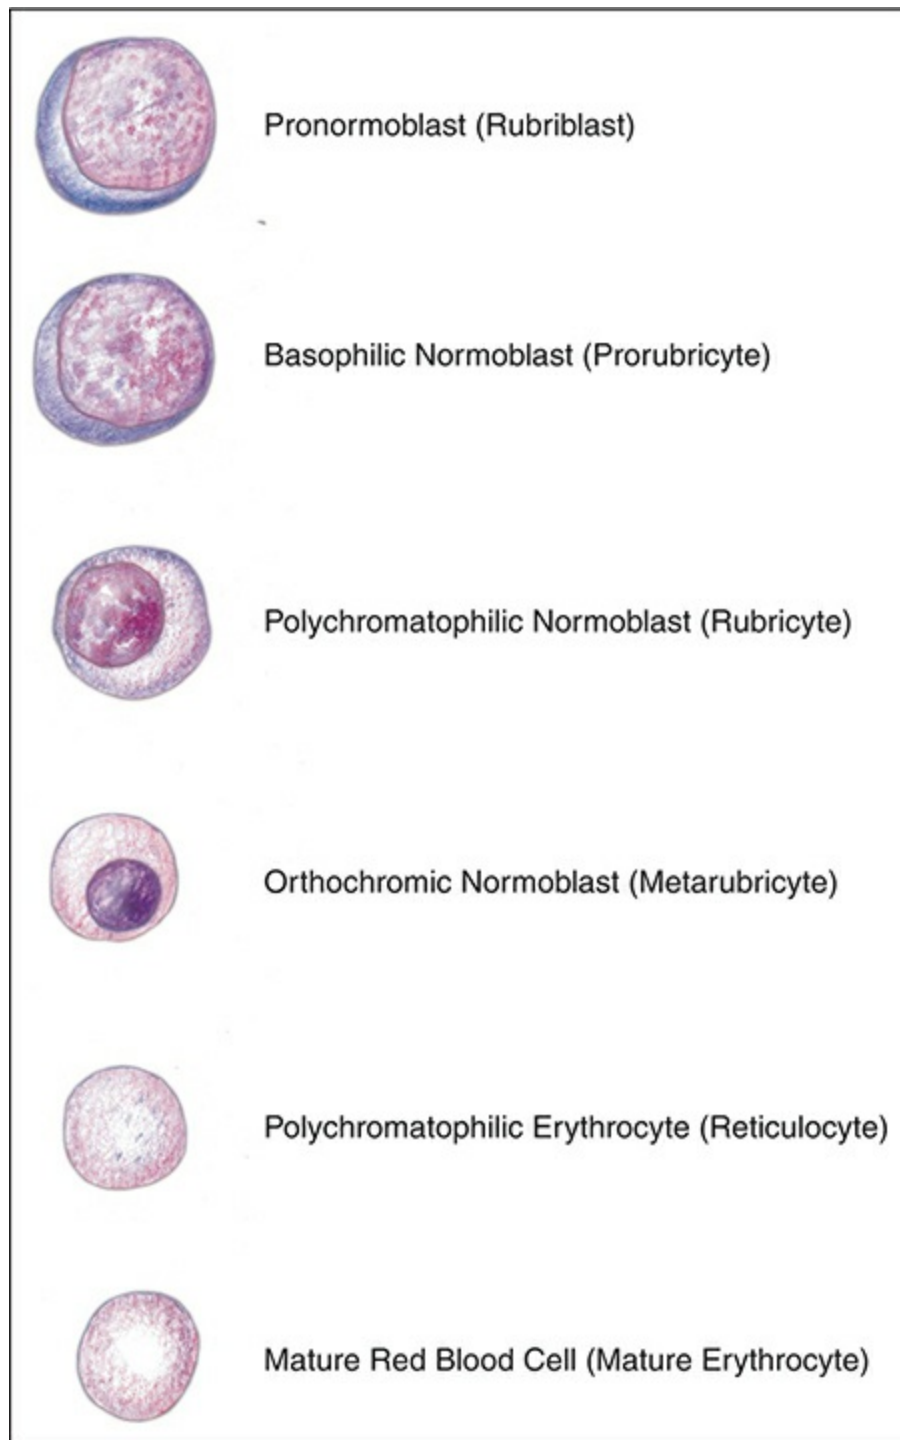 Pronormoblast (Rubriblast)
Basophilic Normoblast (Prorubricyte)
Polychromatophilic Normoblast (Rubricyte)
Orthochromic Normoblast (Metarubricyte)
Polychromatophilic Erythrocyte (Reticulocyte)
Mature Red Blood Cell (Mature Erythrocyte)